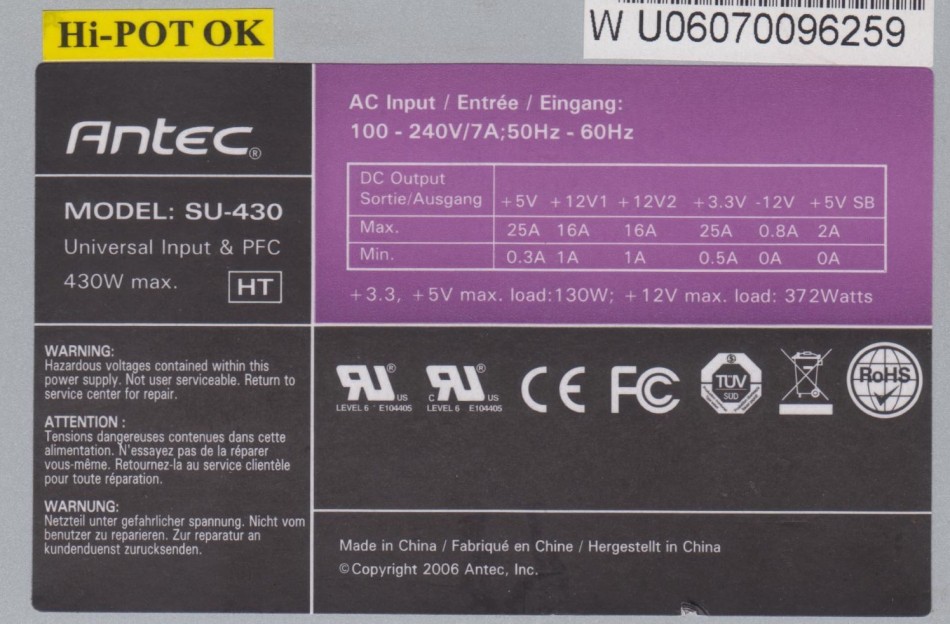 Hi-POT OK
W U06070096259
Antec®
MODEL: SU-430
Universal Input & PFC
430W max.
HT
AC Input / Entrée / Eingang:
100 - 240V/7A;50Hz - 60Hz
DC Output
Sortie/Ausgang +5V +12V1 +12V2 +3.3V -12V +5V SB
Max. 25A 16A 16A 25A 0.8A 2A
Min. 0.3A 1A 1A 0.5A 0A 0A
+3.3, +5V max. load:130W; +12V max. load: 372Watts
WARNING:
Hazardous voltages contained within this
power supply. Not user serviceable. Return to
service center for repair.
ATTENTION :
Tensions dangereuses contenues dans cette
alimentation. N'essayez pas de la réparer
vous-même. Retournez-la au service clientèle
pour toute réparation.
WARNUNG:
Netzteil unter gefahrlicher spannung. Nicht vom
benutzer zu reparieren. Zur reparatur an
kundenduenst zurucksenden.
RU ® US
LEVEL 6 E104405
C RU ® US
LEVEL 6 E104405
CE
FC
TÜV
SÜD
RoHS
Made in China / Fabriqué en Chine / Hergestellt in China
©Copyright 2006 Antec, Inc.